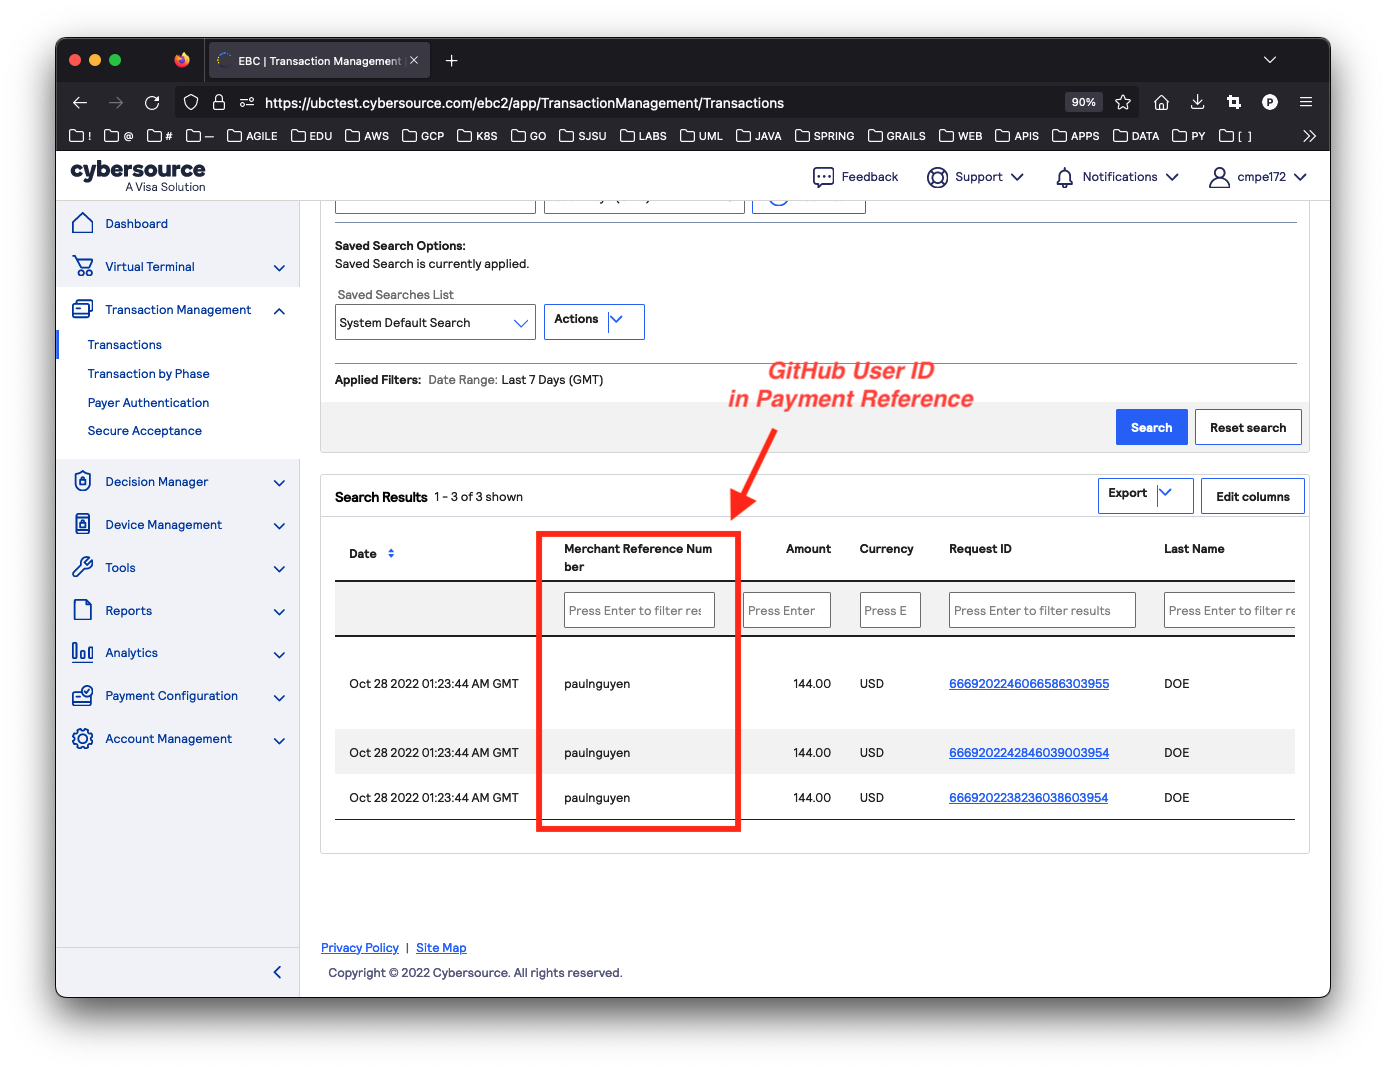 EBC | Transaction Management
https://ubctest.cybersource.com/ebc2/app/TransactionManagement/Transactions
90%
P
! @ # — AGILE EDU AWS GCP K8S GO SJSU LABS UML JAVA SPRING GRAILS WEB APIS APPS DATA PY [ ]
cybersource
A Visa Solution
Feedback
Support
Notifications
cmpe172
Dashboard
Virtual Terminal
Transaction Management
Transactions
Transaction by Phase
Payer Authentication
Secure Acceptance
Decision Manager
Device Management
Tools
Reports
Analytics
Payment Configuration
Account Management
Saved Search Options:
Saved Search is currently applied.
Saved Searches List
System Default Search
Actions
Applied Filters: Date Range: Last 7 Days (GMT)
GitHub User ID
in Payment Reference
Search
Reset search
Search Results 1 - 3 of 3 shown
Export
Edit columns
Date
Merchant Reference Num
ber
Amount
Currency
Request ID
Last Name
Press Enter to filter res
Press Enter
Press E
Press Enter to filter results
Press Enter to filter re
Oct 28 2022 01:23:44 AM GMT paulnguyen 144.00 USD 6669202246066586303955 DOE
Oct 28 2022 01:23:44 AM GMT paulnguyen 144.00 USD 6669202242846039003954 DOE
Oct 28 2022 01:23:44 AM GMT paulnguyen 144.00 USD 6669202238236038603954 DOE
Privacy Policy | Site Map
Copyright © 2022 Cybersource. All rights reserved.